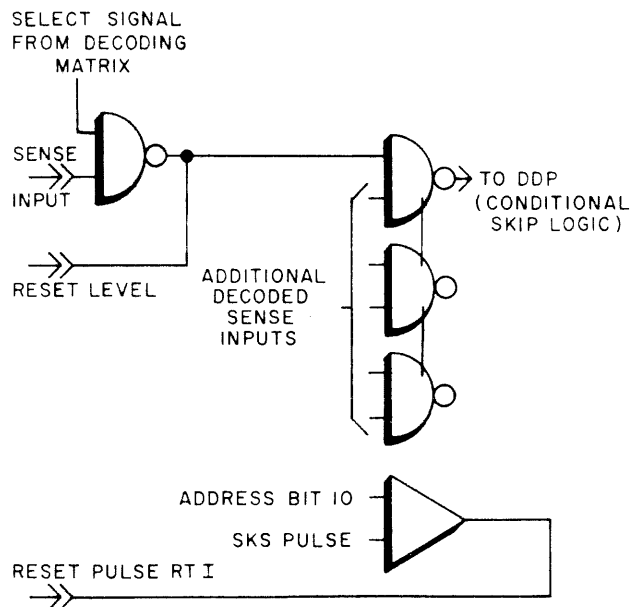 SELECT SIGNAL
FROM DECODING
MATRIX
SENSE
INPUT
TO DDP
(CONDITIONAL
SKIP LOGIC)
RESET LEVEL
ADDITIONAL
DECODED
SENSE
INPUTS
ADDRESS BIT 10
SKS PULSE
RESET PULSE RT I